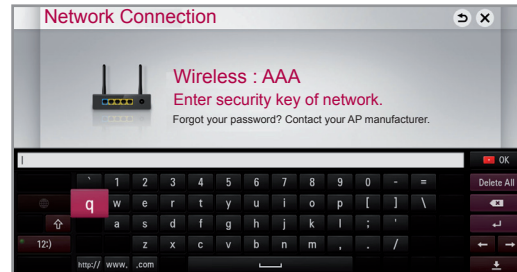 Network Connection
Wireless : AAA
Enter security key of network.
Forgot your password? Contact your AP manufacturer.
OK
` 1 2 3 4 5 6 7 8 9 0 - = Delete All
q w e r t y u i o p [ ] \
a s d f g h j k l ; '
12:) z x c v b n m , . /
http:// www. .com